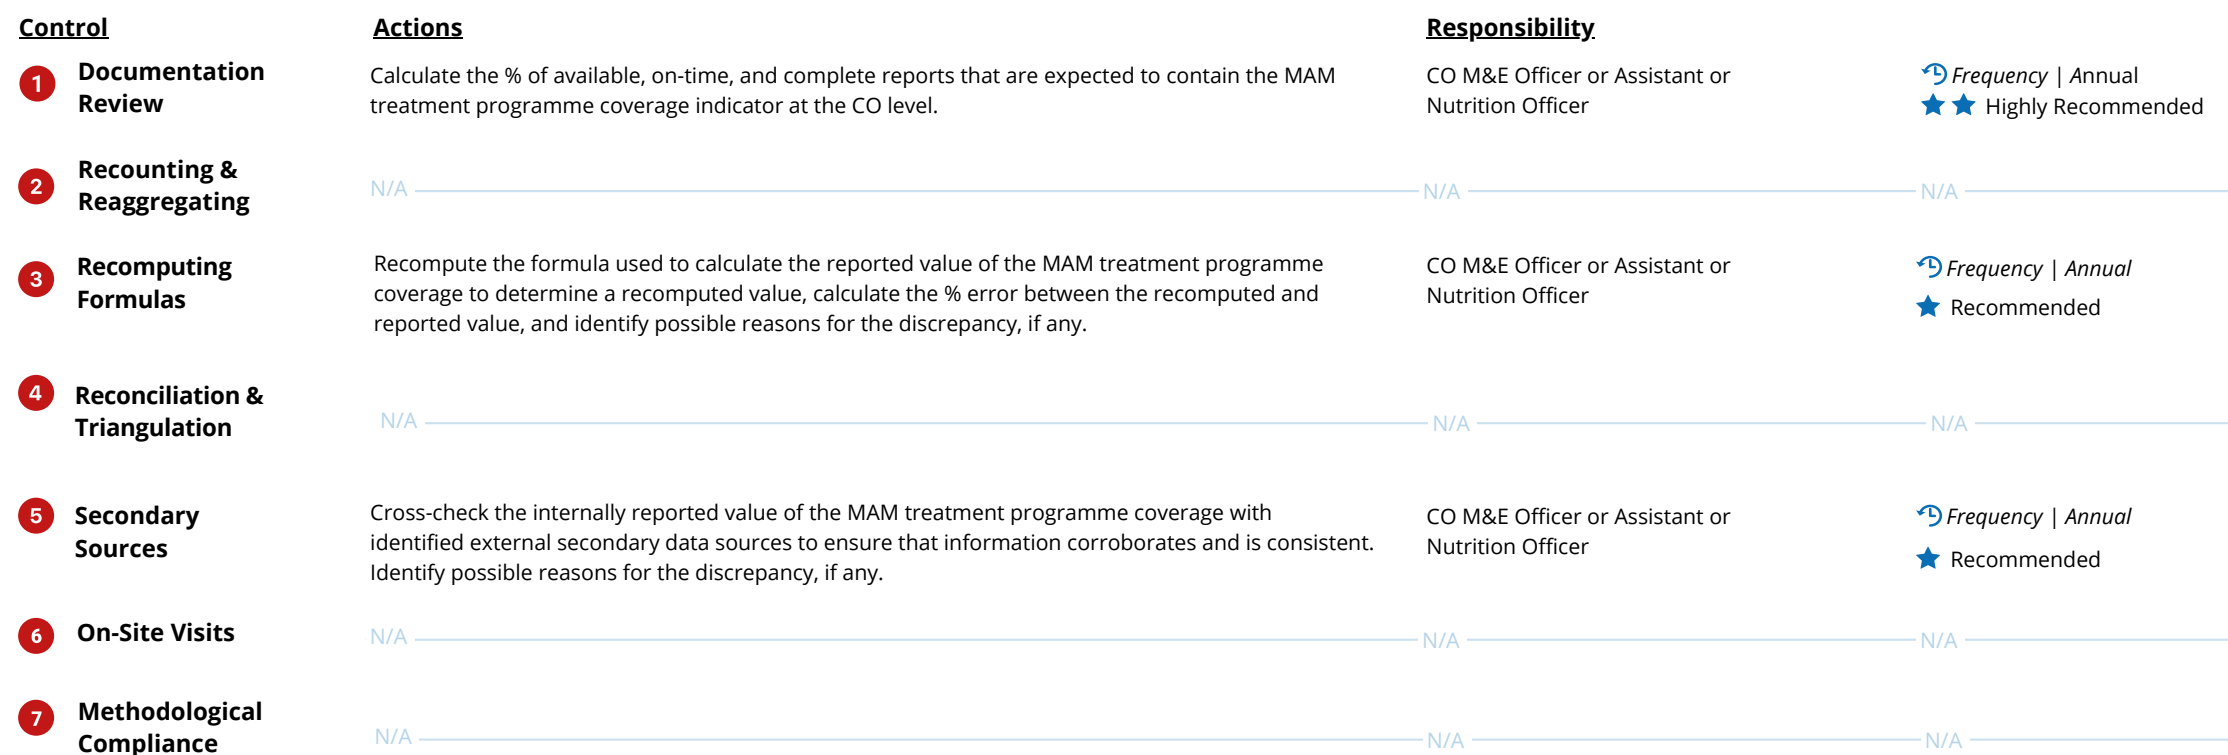 Control Actions Responsibility
1 Documentation Review
Calculate the % of available, on-time, and complete reports that are expected to contain the MAM
treatment programme coverage indicator at the CO level.
CO M&E Officer or Assistant or
Nutrition Officer
Frequency | Annual
Highly Recommended
2 Recounting &
Reaggregating
N/A N/A N/A
3 Recomputing
Formulas
Recompute the formula used to calculate the reported value of the MAM treatment programme
coverage to determine a recomputed value, calculate the % error between the recomputed and
reported value, and identify possible reasons for the discrepancy, if any.
CO M&E Officer or Assistant or
Nutrition Officer
Frequency | Annual
Recommended
4 Reconciliation &
Triangulation
N/A N/A N/A
5 Secondary
Sources
Cross-check the internally reported value of the MAM treatment programme coverage with
identified external secondary data sources to ensure that information corroborates and is consistent.
Identify possible reasons for the discrepancy, if any.
CO M&E Officer or Assistant or
Nutrition Officer
Frequency | Annual
Recommended
6 On-Site Visits
N/A N/A N/A
7 Methodological
Compliance
N/A N/A N/A